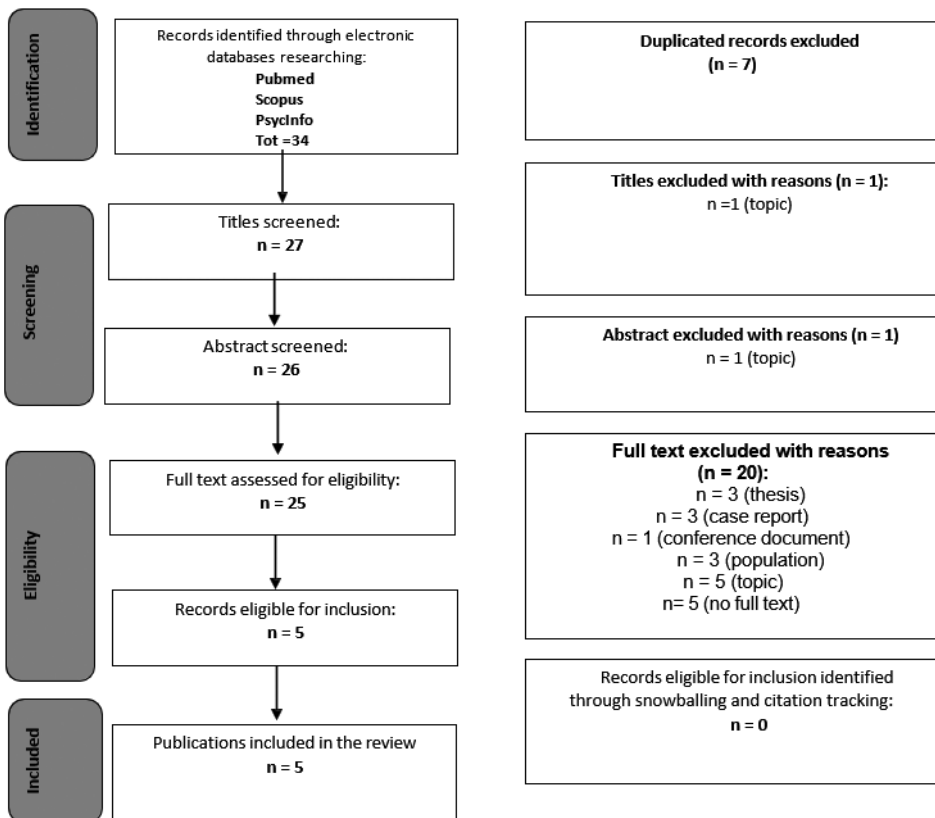 Identification
Records identified through electronic
databases researching:
Pubmed
Scopus
PsycInfo
Tot =34
Duplicated records excluded
(n = 7)
Titles excluded with reasons (n = 1):
n =1 (topic)
Screening
Titles screened:
n = 27
Abstract screened:
n = 26
Abstract excluded with reasons (n = 1)
n = 1 (topic)
Eligibility
Full text assessed for eligibility:
n = 25
Full text excluded with reasons
(n = 20):
n = 3 (thesis)
n = 3 (case report)
n = 1 (conference document)
n = 3 (population)
n = 5 (topic)
n= 5 (no full text)
Records eligible for inclusion:
n = 5
Records eligible for inclusion identified
through snowballing and citation tracking:
n = 0
Included
Publications included in the review
n = 5